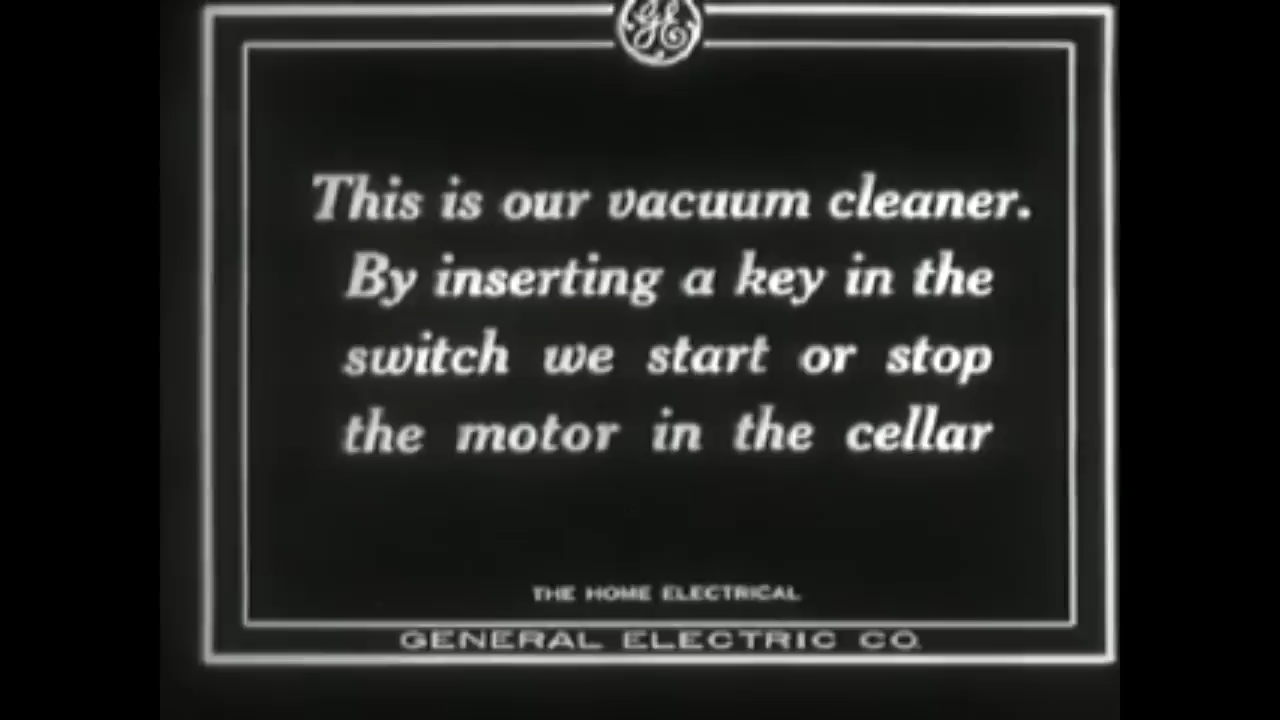 GE
This is our vacuum cleaner.
By inserting a key in the
switch we start or stop
the motor in the cellar
THE HOME ELECTRICAL
GENERAL ELECTRIC CO.